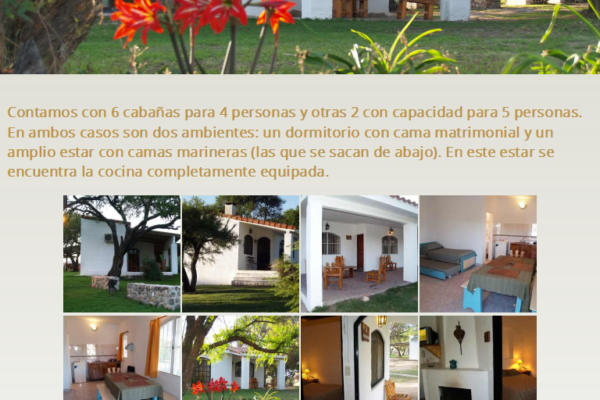 Contamos con 6 cabañas para 4 personas y otras 2 con capacidad para 5 personas.
En ambos casos son dos ambientes: un dormitorio con cama matrimonial y un
amplio estar con camas marineras (las que se sacan de abajo). En este estar se
encuentra la cocina completamente equipada.